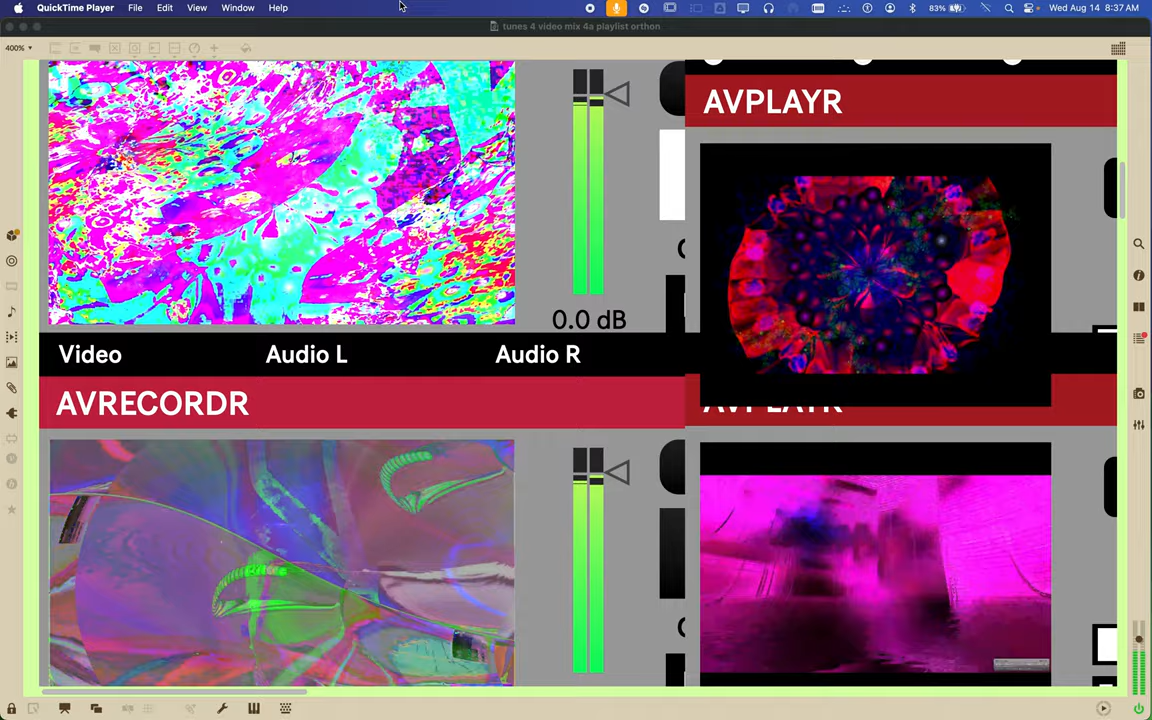 QuickTime Player File Edit View Window Help 83% Wed Aug 14 8:37 AM
tunes 4 video mix 4a playlist orthon
400%
AVPLAYR
0.0 dB
Video Audio L Audio R
AVRECORDR
AVPLAYR